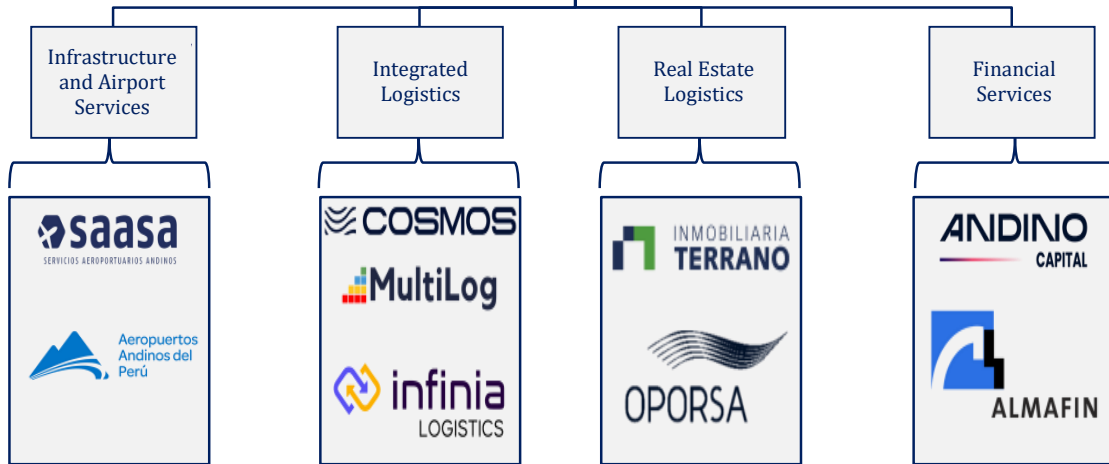 Infrastructure
and Airport
Services
Integrated
Logistics
Real Estate
Logistics
Financial
Services
saasa
SERVICIOS AEROPORTUARIOS ANDINOS
Aeropuertos
Andinos del
Perú
COSMOS
MultiLog
infinia
LOGISTICS
INMOBILIARIA
TERRANO
OPORSA
ANDINO
CAPITAL
ALMAFIN